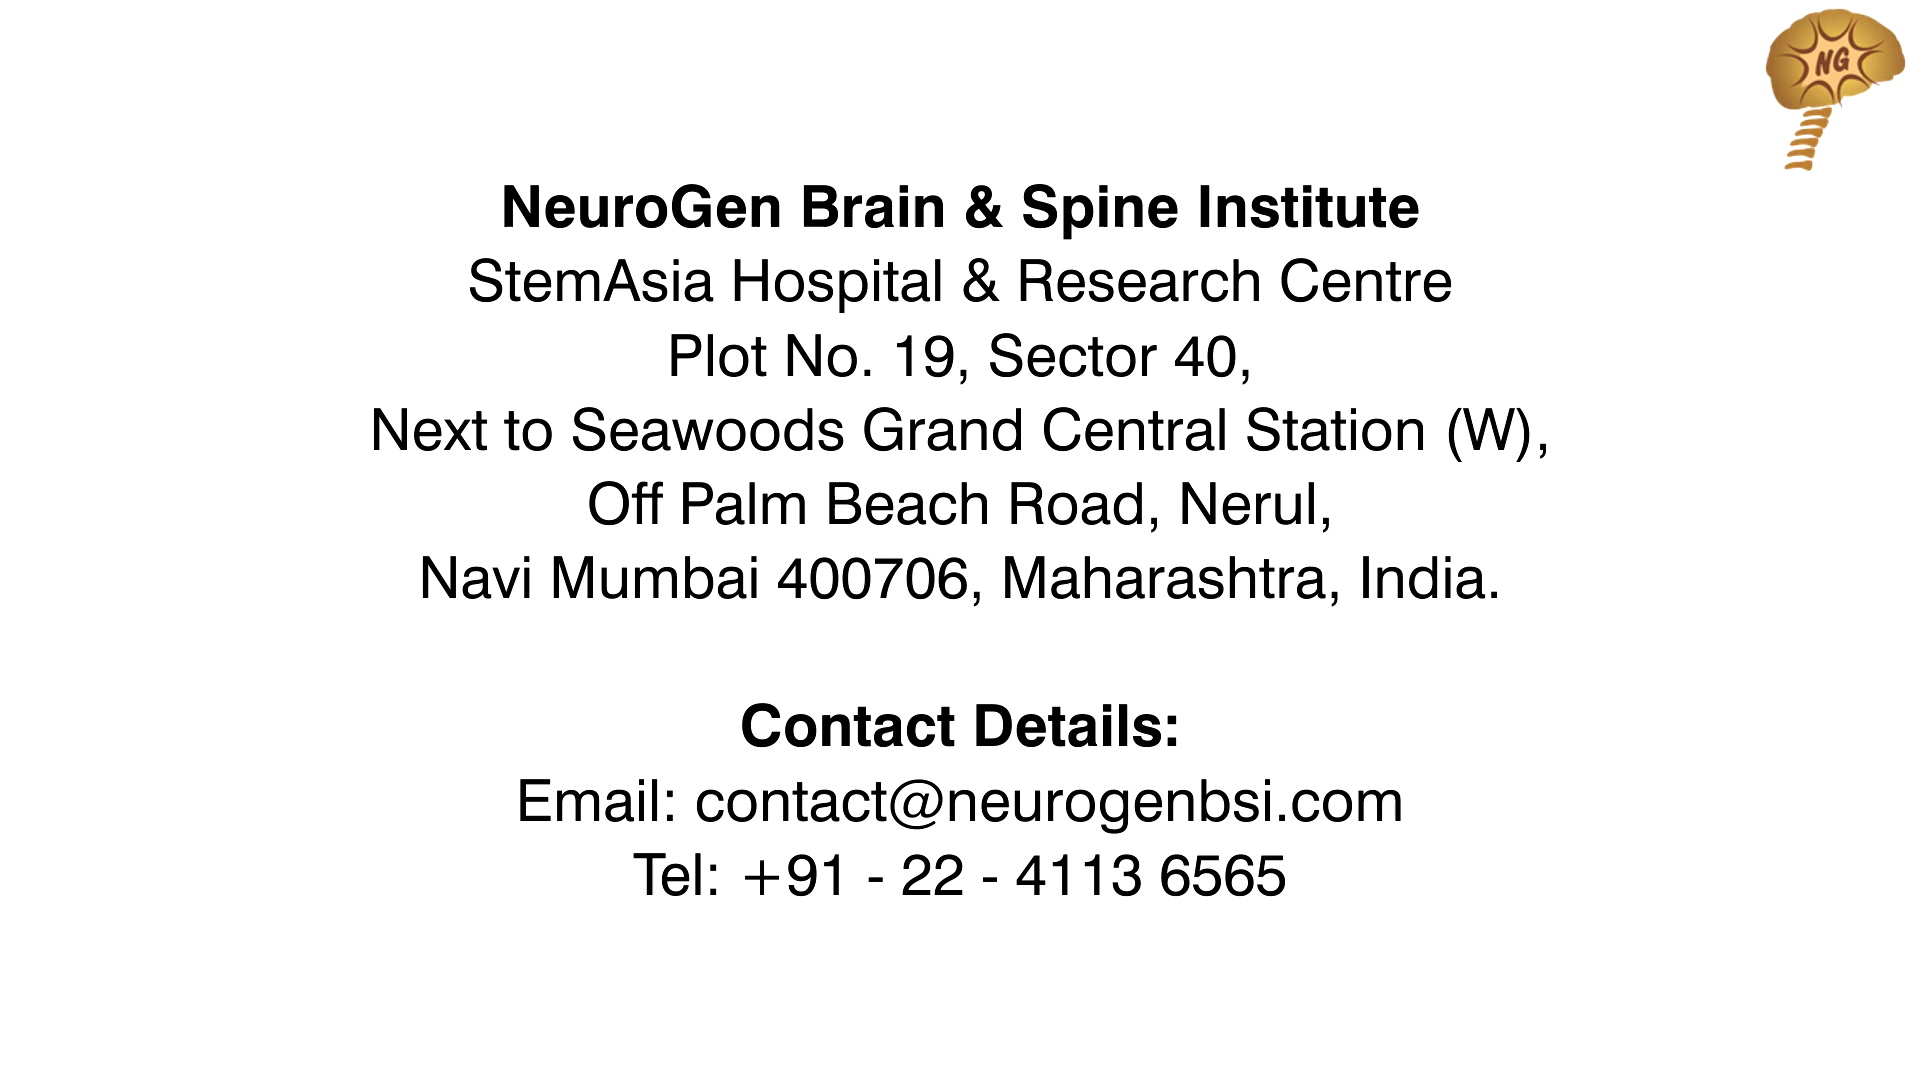 NG
NeuroGen Brain & Spine Institute
StemAsia Hospital & Research Centre
Plot No. 19, Sector 40,
Next to Seawoods Grand Central Station (W),
Off Palm Beach Road, Nerul,
Navi Mumbai 400706, Maharashtra, India.
Contact Details:
Email: contact@neurogenbsi.com
Tel: +91 - 22 - 4113 6565